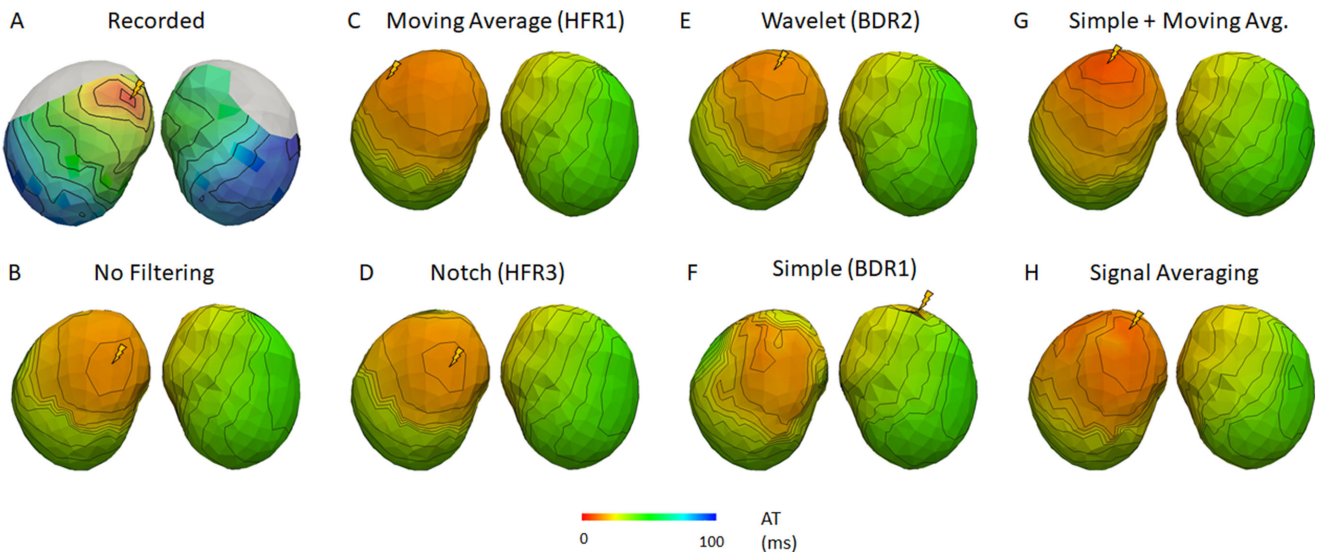 A Recorded
C Moving Average (HFR1)
E Wavelet (BDR2)
G Simple + Moving Avg.
B No Filtering
D Notch (HFR3)
F Simple (BDR1)
H Signal Averaging
0 100
AT
(ms)